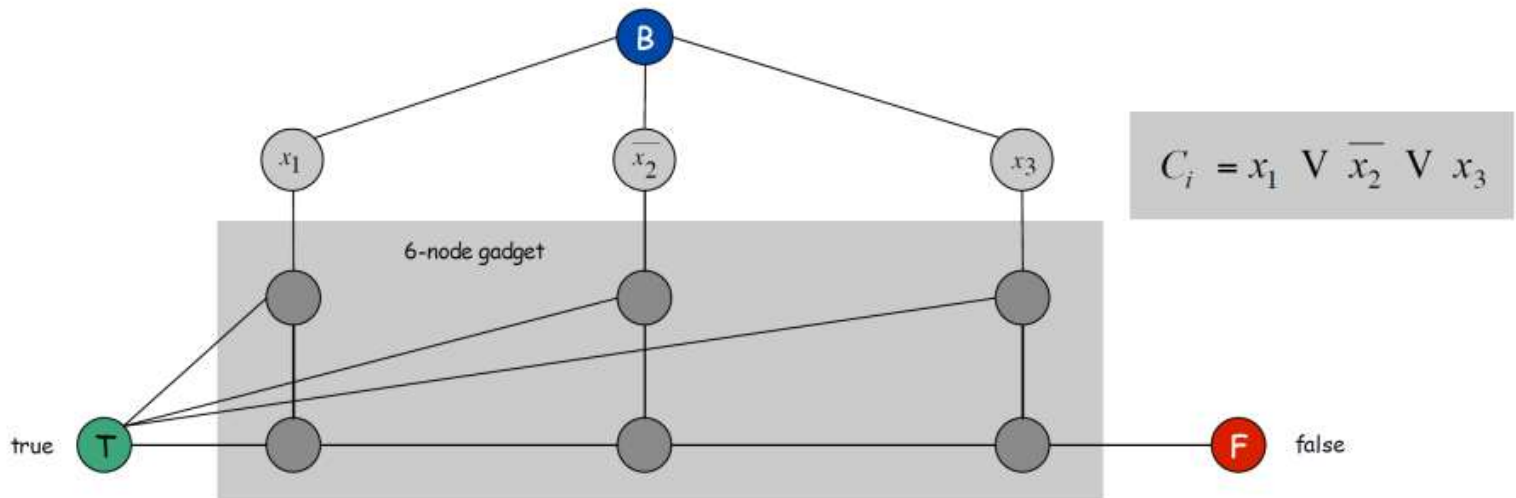 B
x₁ x̅₂ x₃
Cᵢ = x₁ V x̅₂ V x₃
6-node gadget
true T F false